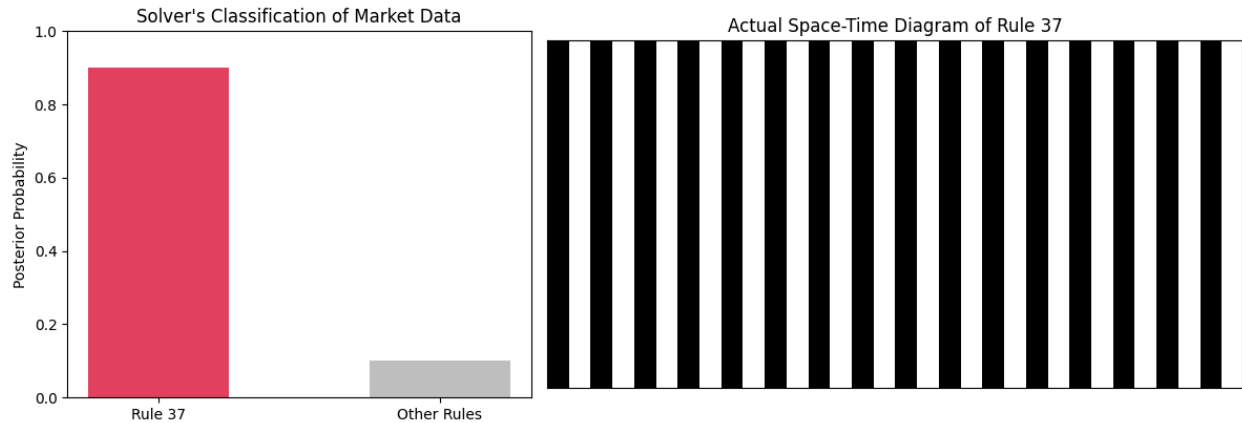 Solver's Classification of Market Data
Actual Space-Time Diagram of Rule 37
Posterior Probability
1.0
0.8
0.6
0.4
0.2
0.0
Rule 37
Other Rules